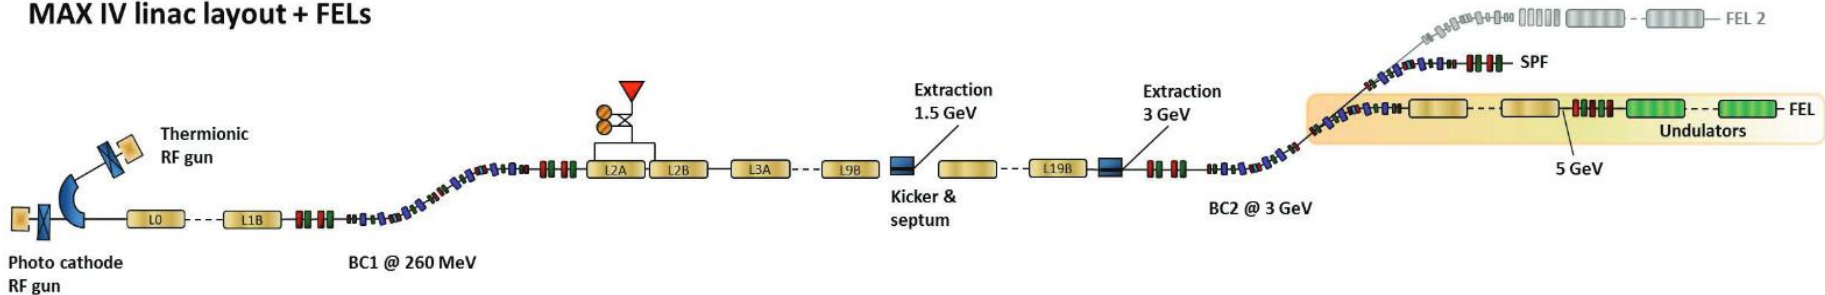 MAX IV linac layout + FELs
FEL 2
SPF
FEL
Undulators
5 GeV
Extraction
3 GeV
Extraction
1.5 GeV
Thermionic
RF gun
L0
L1B
L2A
L2B
L3A
L9B
L19B
Kicker &
septum
BC2 @ 3 GeV
BC1 @ 260 MeV
Photo cathode
RF gun